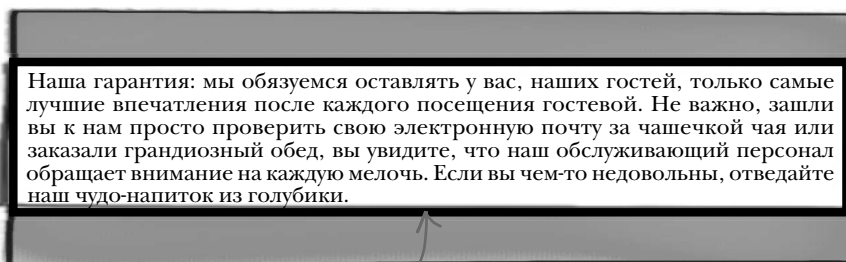 Наша гарантия: мы обязуемся оставлять у вас, наших гостей, только самые
лучшие впечатления после каждого посещения гостевой. Не важно, зашли
вы к нам просто проверить свою электронную почту за чашечкой чая или
заказали грандиозный обед, вы увидите, что наш обслуживающий персонал
обращает внимание на каждую мелочь. Если вы чем-то недовольны, отведайте
наш чудо-напиток из голубики.